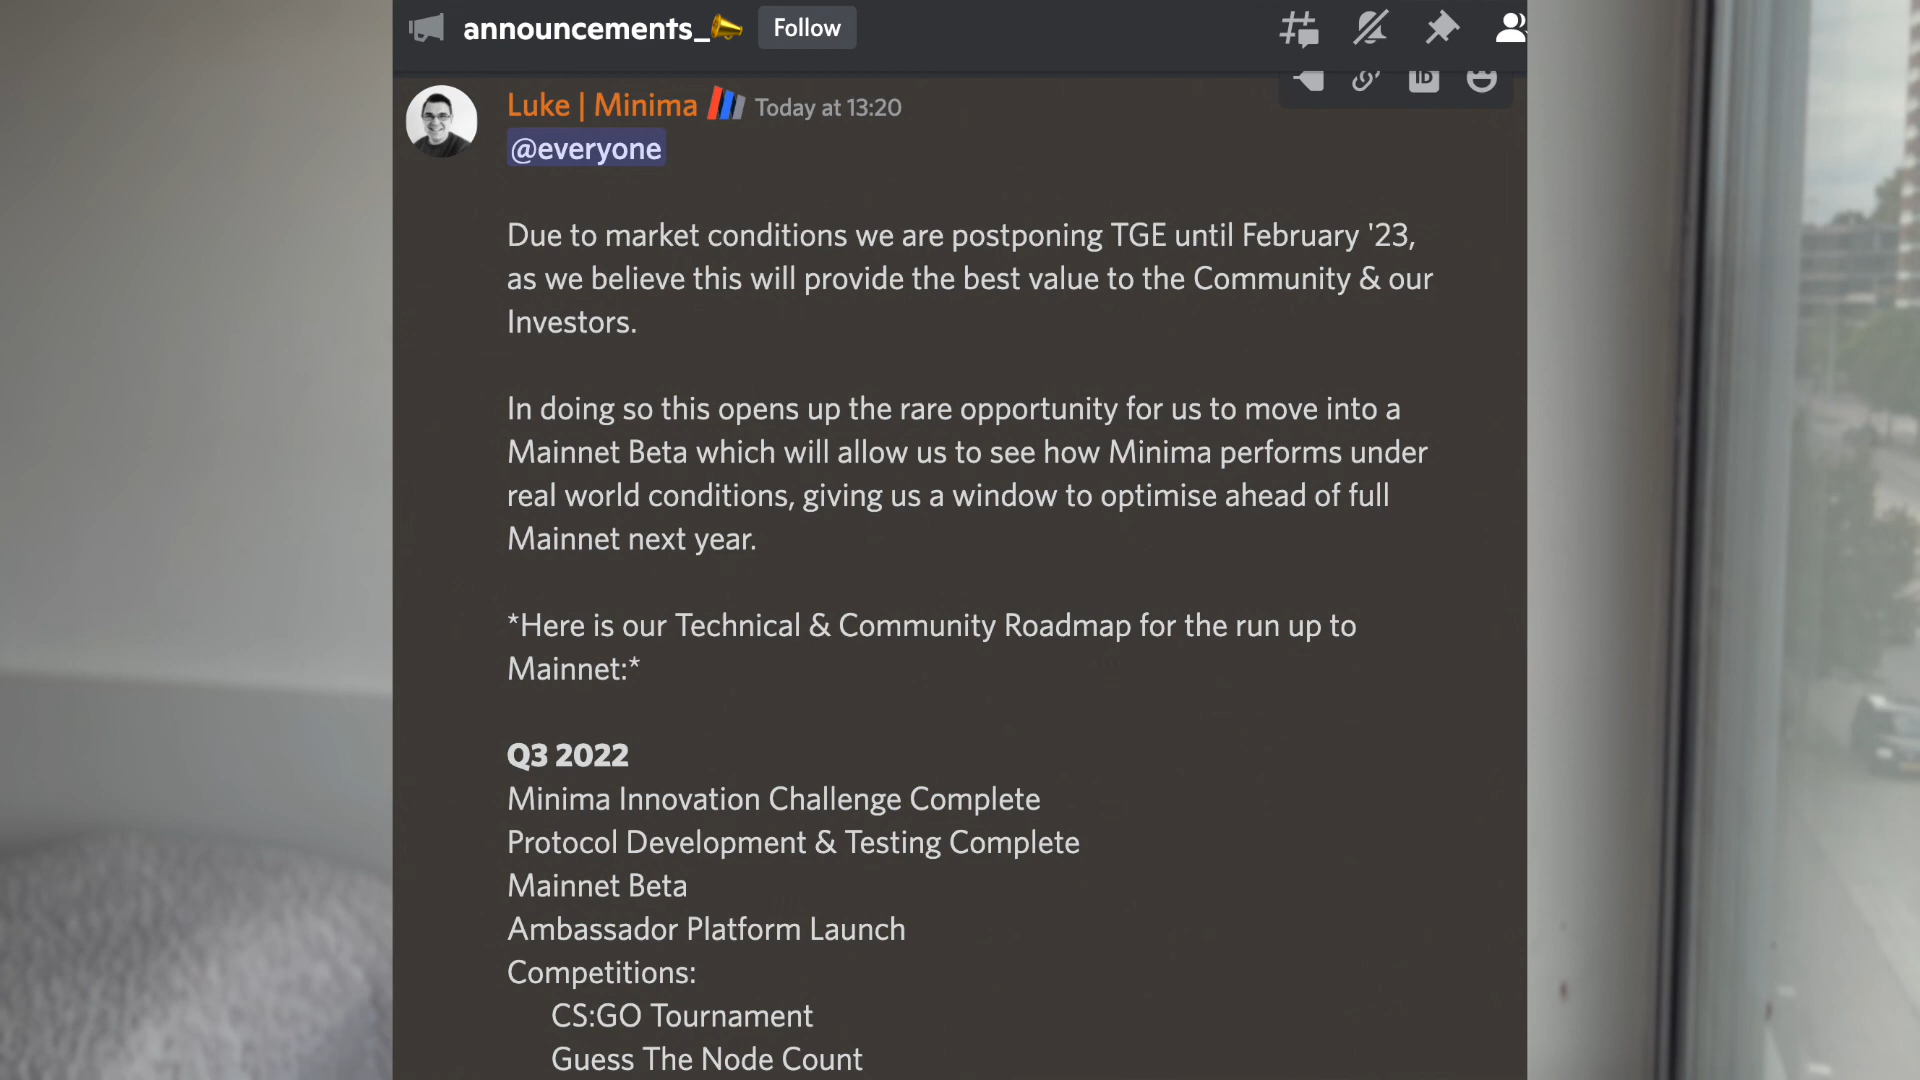 announcements_
Follow
Luke | Minima
Today at 13:20
@everyone
Due to market conditions we are postponing TGE until February '23,
as we believe this will provide the best value to the Community & our
Investors.
In doing so this opens up the rare opportunity for us to move into a
Mainnet Beta which will allow us to see how Minima performs under
real world conditions, giving us a window to optimise ahead of full
Mainnet next year.
*Here is our Technical & Community Roadmap for the run up to
Mainnet:*
Q3 2022
Minima Innovation Challenge Complete
Protocol Development & Testing Complete
Mainnet Beta
Ambassador Platform Launch
Competitions:
CS:GO Tournament
Guess The Node Count